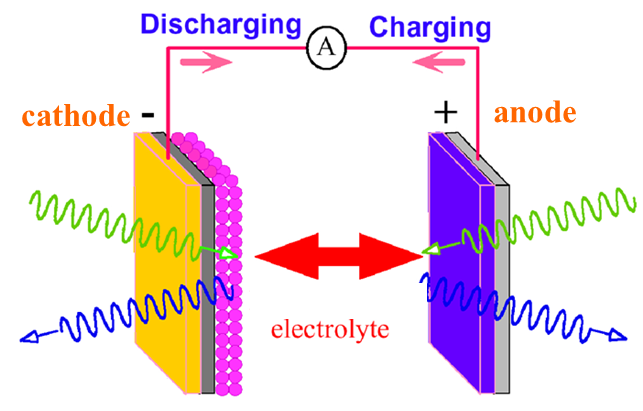 Discharging
Charging
A
cathode -
+ anode
electrolyte